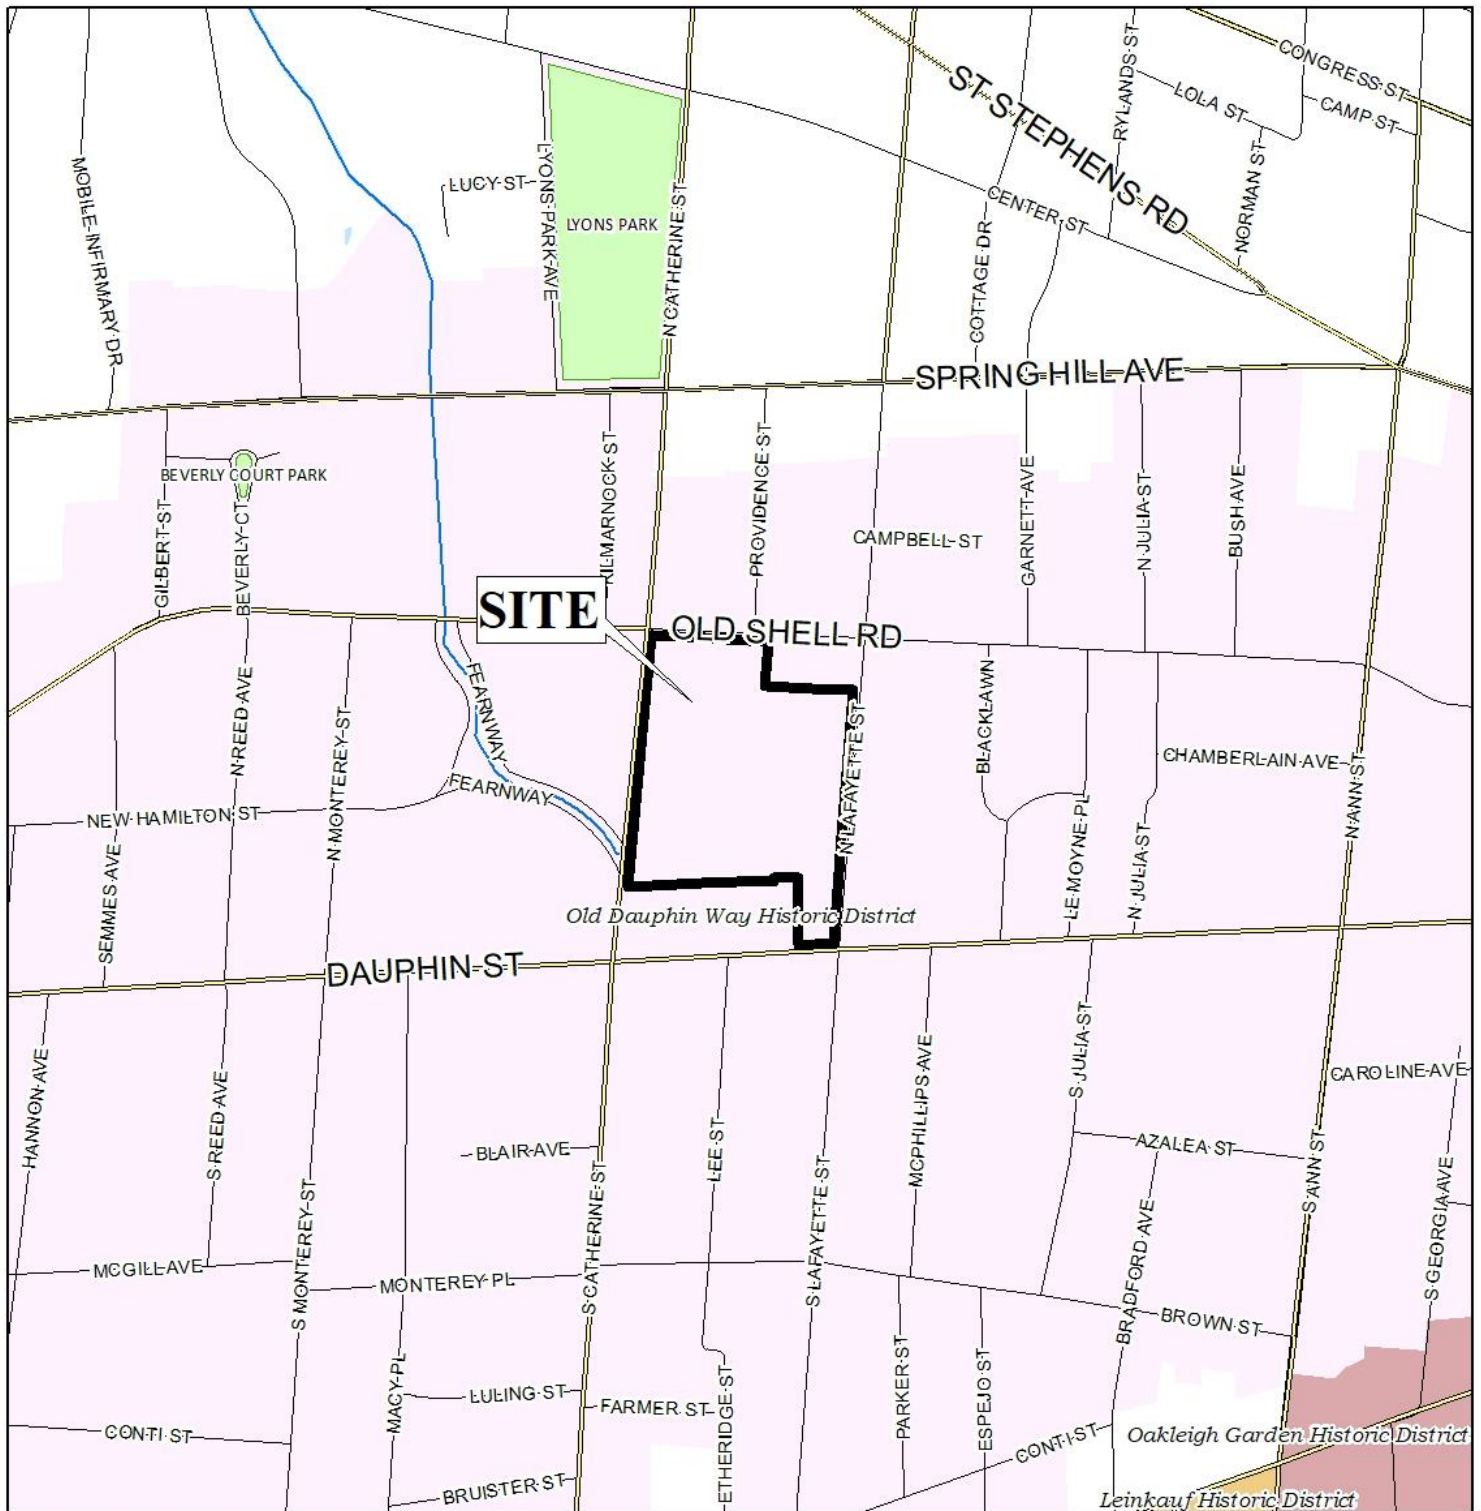 CONGRESS ST
ST STEPHENS RD
RYLANDS ST
LOLA ST
CAMP ST
MOBILE INFIRMARY DR
LUCY ST
LYONS PARK AVE
LYONS PARK
N CATHERINE ST
NORMAN ST
CENTER ST
COTTAGE DR
SPRING HILL AVE
BEVERLY COURT PARK
GILBERT ST
BEVERLY CT
KILMARNOCK ST
PROVIDENCE ST
CAMPBELL ST
GARNETT AVE
N JULIA ST
BUSH AVE
SITE
OLD SHELL RD
FEARNWAY
N REED AVE
N MONTEREY ST
BLACKLAWN
N LAFAYETTE ST
CHAMBERLAIN AVE
N ANN ST
FEARNWAY
NEW HAMILTON ST
SEMMES AVE
LE MOYNE PL
N JULIA ST
Old Dauphin Way Historic District
DAUPHIN ST
HANNON AVE
S REED AVE
S JULIA ST
MCPHILLIPS AVE
CAROLINE AVE
BLAIR AVE
LEE ST
AZALEA ST
S ANN ST
S MONTEREY ST
S CATHERINE ST
S LAFAYETTE ST
BRADFORD AVE
S GEORGIA AVE
MCGILL AVE
MONTEREY PL
BROWN ST
MACY PL
PARKER ST
ESPEJO ST
LULING ST
FARMER ST
ETHERIDGE ST
CONTI ST
CONTI ST
Oakleigh Garden Historic District
BRUISTER ST
Leinkauf Historic District